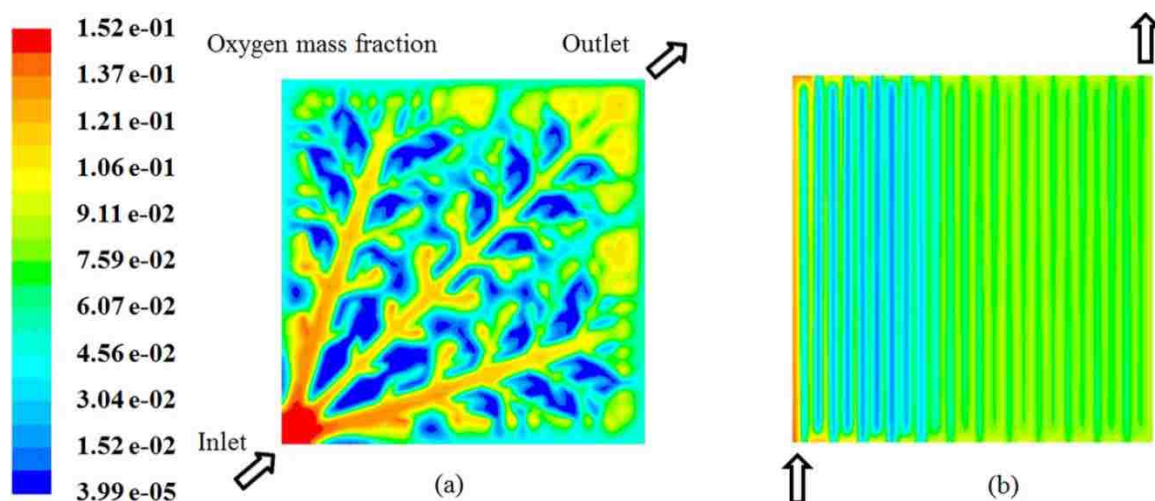 1.52 e-01
1.37 e-01
1.21 e-01
1.06 e-01
9.11 e-02
7.59 e-02
6.07 e-02
4.56 e-02
3.04 e-02
1.52 e-02
3.99 e-05
Oxygen mass fraction
Outlet
Inlet
(a)
(b)